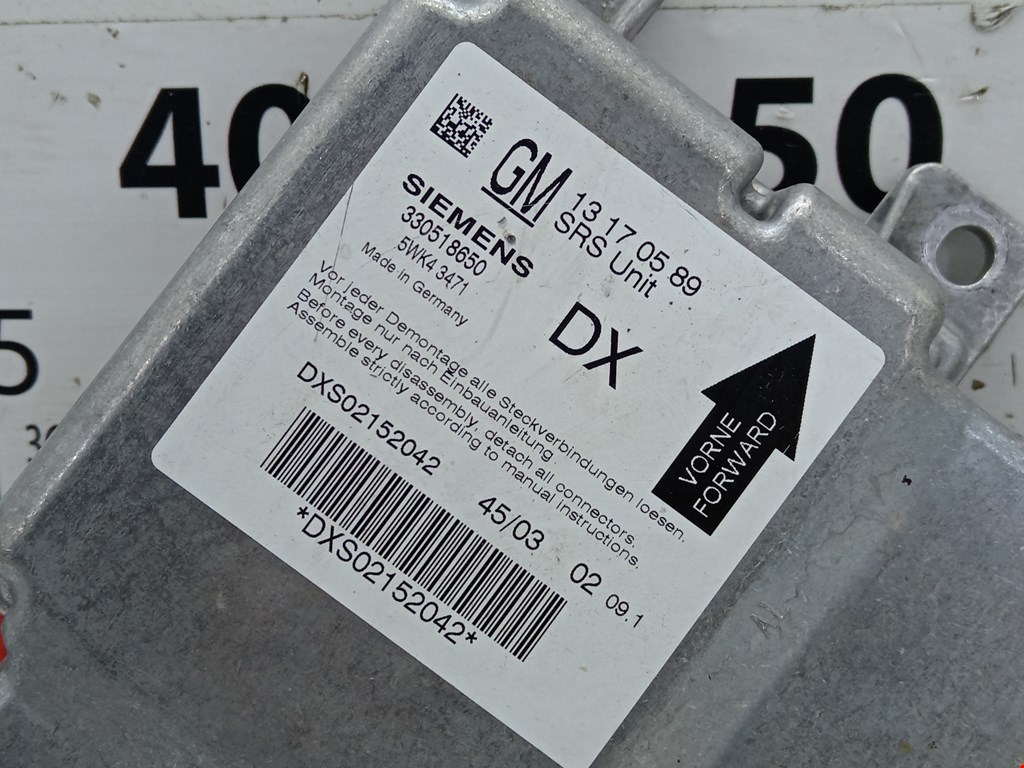 40
50
5
GM
13 17 05 89
SRS Unit
SIEMENS
330518650
5WK4 3471
Made in Germany
DX
VORNE
FORWARD
Vor jeder Demontage alle Steckverbindungen loesen.
Montage nur nach Einbauanleitung
Before every disassembly, detach all connectors.
Assemble strictly according to manual instructions.
DXS02152042 45/03 02 09.1
*DXS02152042*